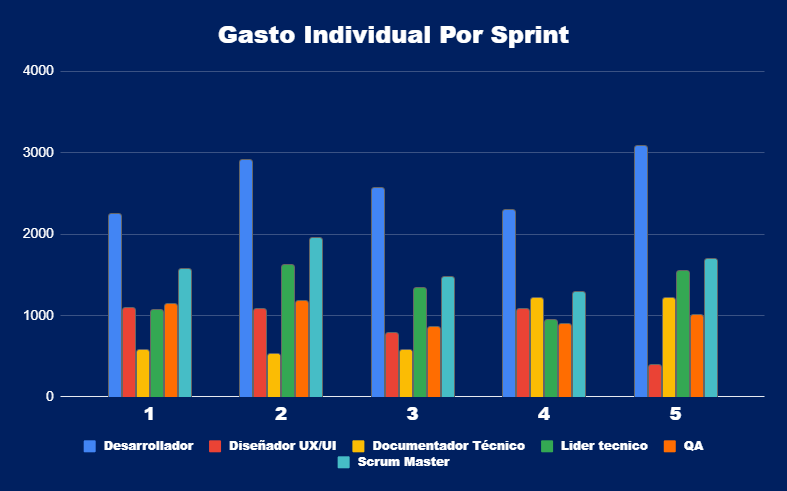 Gasto Individual Por Sprint
4000
3000
2000
1000
0
1 2 3 4 5
Desarrollador Diseñador UX/UI Documentador Técnico Lider tecnico QA
Scrum Master